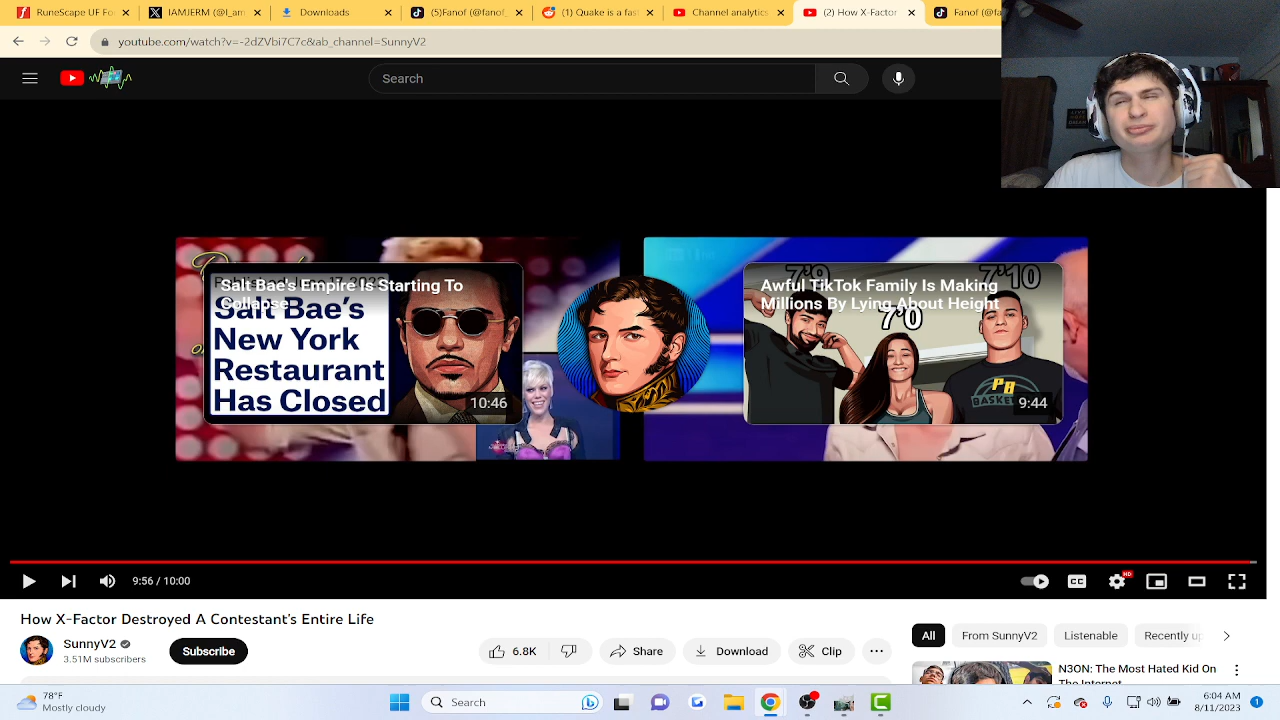 RuneScape UF Fo
IAMJERM (@I_am
Downloads
(5)Fanof (@fanof_
(1) Quake is a fas
Channel analytics
(2) How X-Factor
Fanof (@fa
youtube.com/watch?v=-2dZVbi7C7c&ab_channel=SunnyV2
Search
Salt Bae's Empire Is Starting To
Collapse
Salt Bae's
New York
Restaurant
Has Closed
10:46
Awful TikTok Family Is Making
Millions By Lying About Height
7'9
7'0
7'10
PB
9:44
9:56 / 10:00
CC
HD
How X-Factor Destroyed A Contestant's Entire Life
SunnyV2
3.51M subscribers
Subscribe
6.8K
Share
Download
Clip
All
From SunnyV2
Listenable
Recently up
N3ON: The Most Hated Kid On
The Internet
78°F
Mostly cloudy
Search
6:04 AM
8/11/2023
1